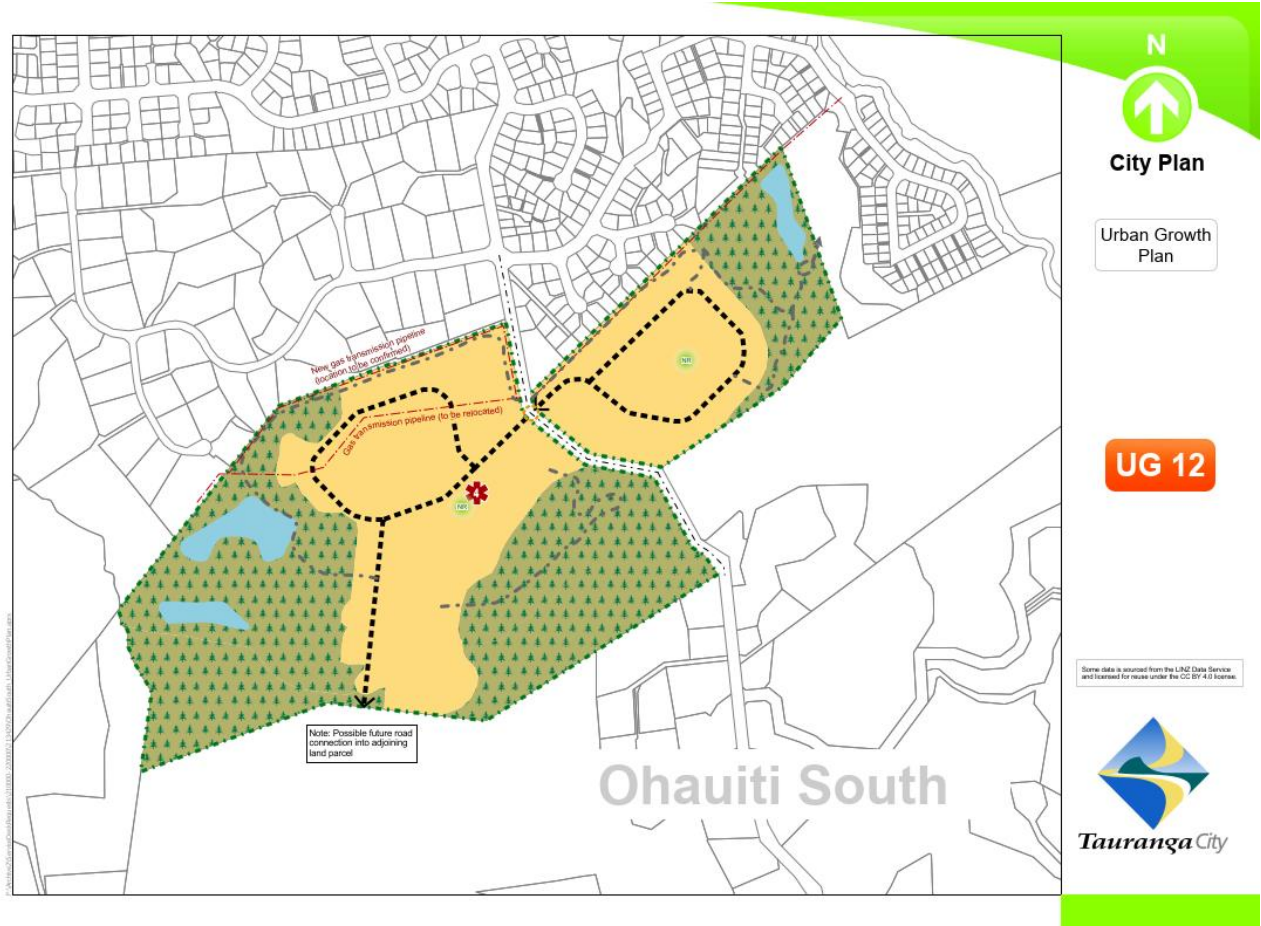 N
City Plan
Urban Growth
Plan
UG 12
New gas transmission pipeline
(location to be confirmed)
Gas transmission pipeline (to be relocated)
NR
4
NR
Note: Possible future road
connection into adjoining
land parcel
Ohauiti South
Some data is sourced from the LINZ Data Service
and licensed for reuse under the CC BY 4.0 license.
Tauranga City